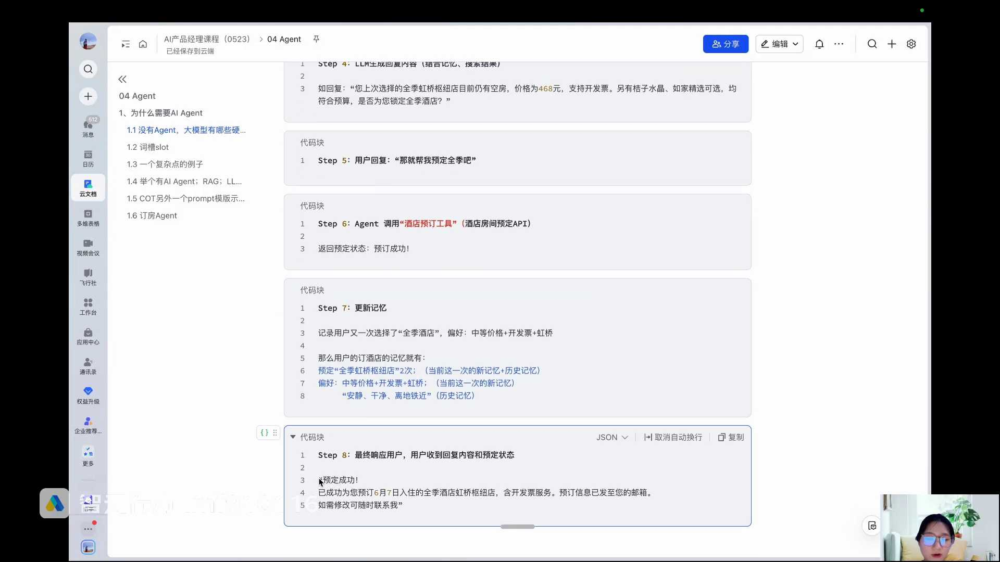 AI产品经理课程（0523） > 04 Agent
已经保存到云端
分享
编辑
04 Agent
1、为什么需要AI Agent
1.1 没有Agent，大模型有哪些硬...
1.2 词槽slot
1.3 一个复杂点的例子
1.4 举个有AI Agent；RAG；LL...
1.5 COT另外一个prompt模版示...
1.6 订房Agent
512
消息
30
日历
云文档
多维表格
视频会议
飞行社
工作台
应用中心
通讯录
权益升级
企业推荐...
更多
1 Step 4：LLM生成回复内容（结合记忆、搜索结果）
2
3 如回复：“您上次选择的全季虹桥枢纽店目前仍有空房，价格为468元，支持开发票。另有桔子水晶、如家精选可选，均
符合预算，是否为您锁定全季酒店？”
代码块
1 Step 5：用户回复：“那就帮我预定全季吧”
代码块
1 Step 6：Agent 调用“酒店预订工具”（酒店房间预定API）
2
3 返回预定状态：预订成功！
代码块
1 Step 7：更新记忆
2
3 记录用户又一次选择了“全季酒店”，偏好：中等价格+开发票+虹桥
4
5 那么用户的订酒店的记忆就有：
6 预定“全季虹桥枢纽店”2次；（当前这一次的新记忆+历史记忆）
7 偏好：中等价格+开发票+虹桥；（当前这一次的新记忆）
8 “安静、干净、离地铁近”（历史记忆）
代码块 JSON 取消自动换行 复制
1 Step 8：最终响应用户，用户收到回复内容和预定状态
2
3 “预定成功！
4 已成功为您预订6月7日入住的全季酒店虹桥枢纽店，含开发票服务。预订信息已发至您的邮箱。
5 如需修改可随时联系我”